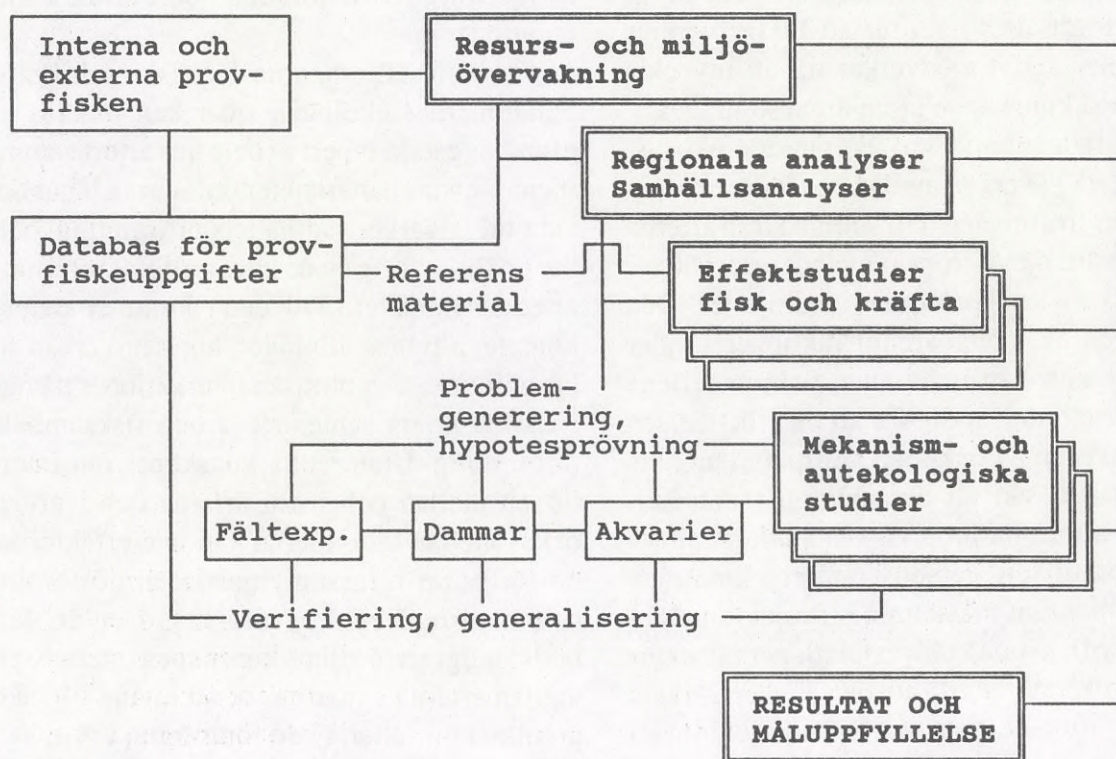 Interna och
externa prov-
fisken
Resurs- och miljö-
övervakning
Regionala analyser
Samhällsanalyser
Databas för prov-
fiskeuppgifter
Referens
material
Effektstudier
fisk och kräfta
Problem-
generering
hypotesprövning
Mekanism- och
autekologiska
studier
Fältexp.
Dammar
Akvarier
Verifiering, generalisering
RESULTAT OCH
MÅLUPPFYLLELSE